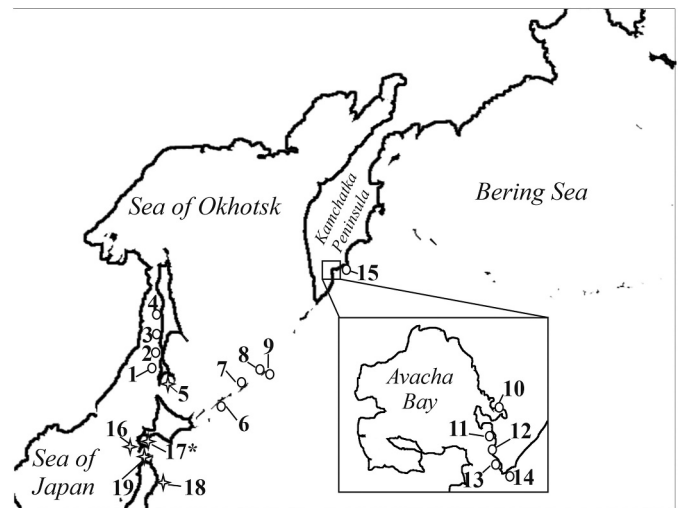 Sea of Okhotsk
Kamchatka
Peninsula
Bering Sea
15
4
3
2
1
5
8
9
7
6
16
17*
Sea of
Japan
19
18
Avacha
Bay
10
11
12
13
14